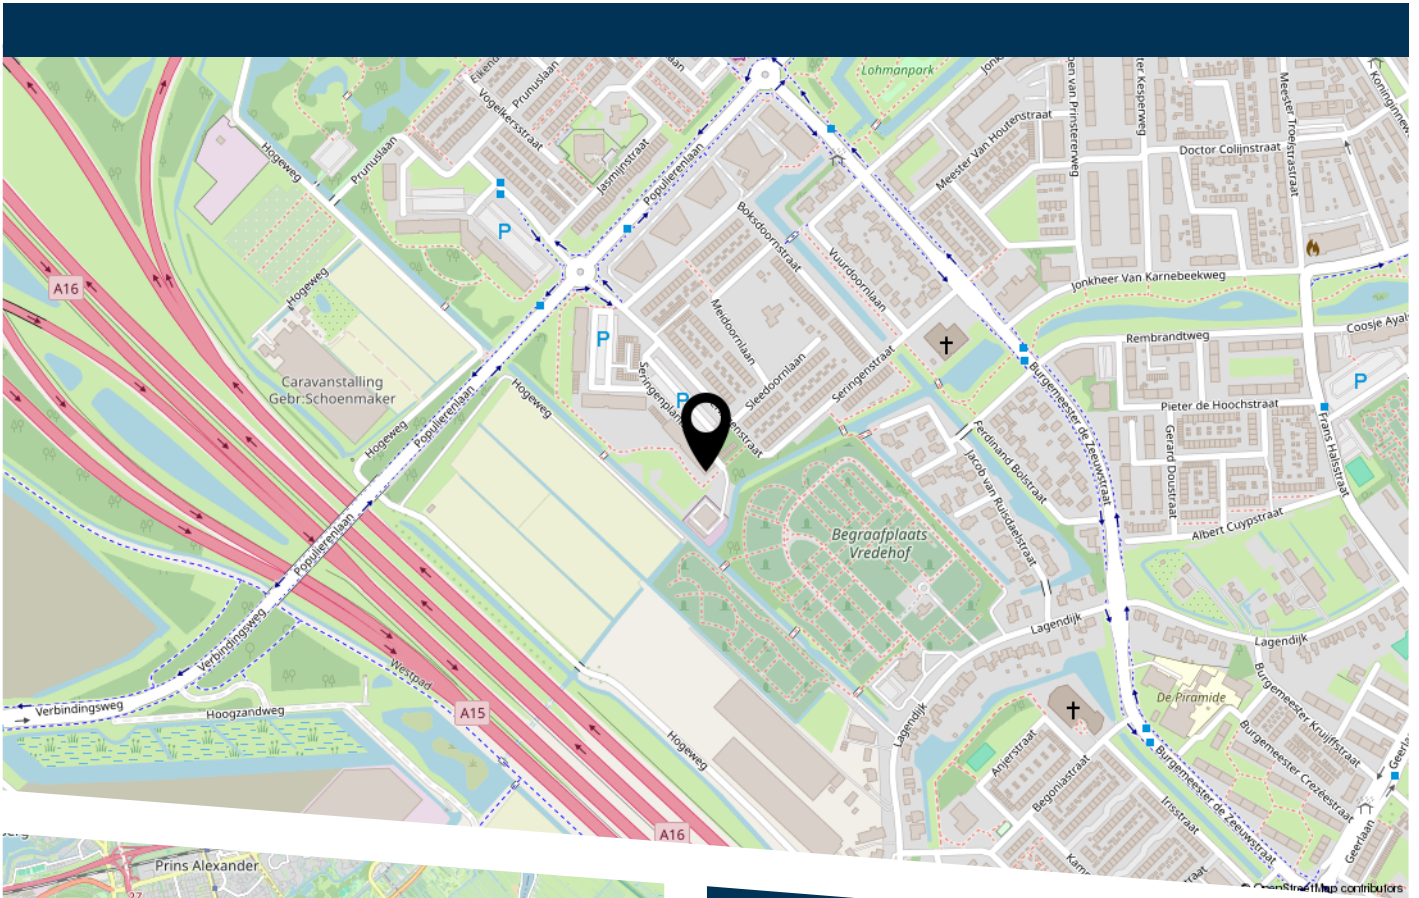 Lohmanpark
Prunuslaan
Vogelkersstraat
Jasmijnstraat
Populierenlaan
Meester Van Houtenstraat
Doctor Colijnstraat
Meester Troelstrastraat
Hogeweg
Prunuslaan
P
Boksdoornstraat
Vuurdoornlaan
A16
Hogeweg
Jonkheer Van Karnebeekweg
Meidoornlaan
P
Rembrandtweg
Coosje Ayal
Caravanstalling
Gebr.Schoenmaker
Sleedoornlaan
Seringenstraat
P
P
Hogeweg
Populierenlaan
Hogeweg
Pieter de Hoochstraat
Burgemeester de Zeeuwstraat
Frans Halsstraat
Gerard Doustraat
Ferdinand Bolstraat
Jacob van Ruisdaelstraat
Albert Cuypstraat
Begraafplaats
Vredehof
Populierenlaan
Lagendijk
Lagendijk
Verbindingsweg
Westpad
Verbindingsweg
Hoogzandweg
A15
De Piramide
Burgemeester Kruijffstraat
Lagendijk
Hogeweg
Anjerstraat
Begoniastraat
Burgemeester Crezéestraat
Burgemeester de Zeeuwstraat
Irisstraat
Geerlaan
A16
Prins Alexander
27
© OpenStreetMap contributors